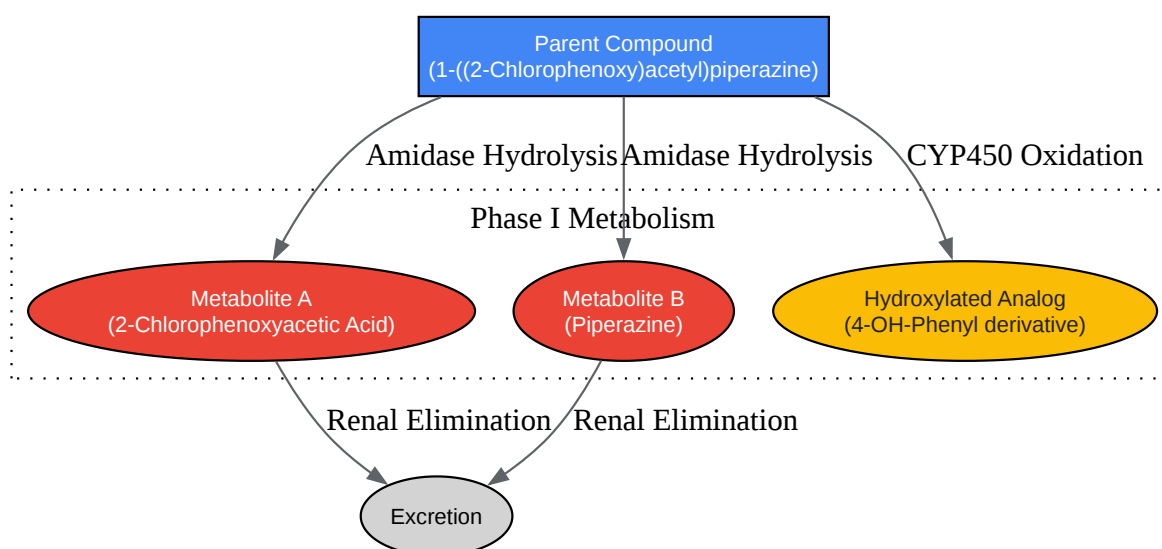 Parent Compound
(1-((2-Chlorophenoxy)acetyl)piperazine)
Amidase Hydrolysis
Amidase Hydrolysis
CYP450 Oxidation
Phase I Metabolism
Metabolite A
(2-Chlorophenoxyacetic Acid)
Metabolite B
(Piperazine)
Hydroxylated Analog
(4-OH-Phenyl derivative)
Renal Elimination
Renal Elimination
Excretion